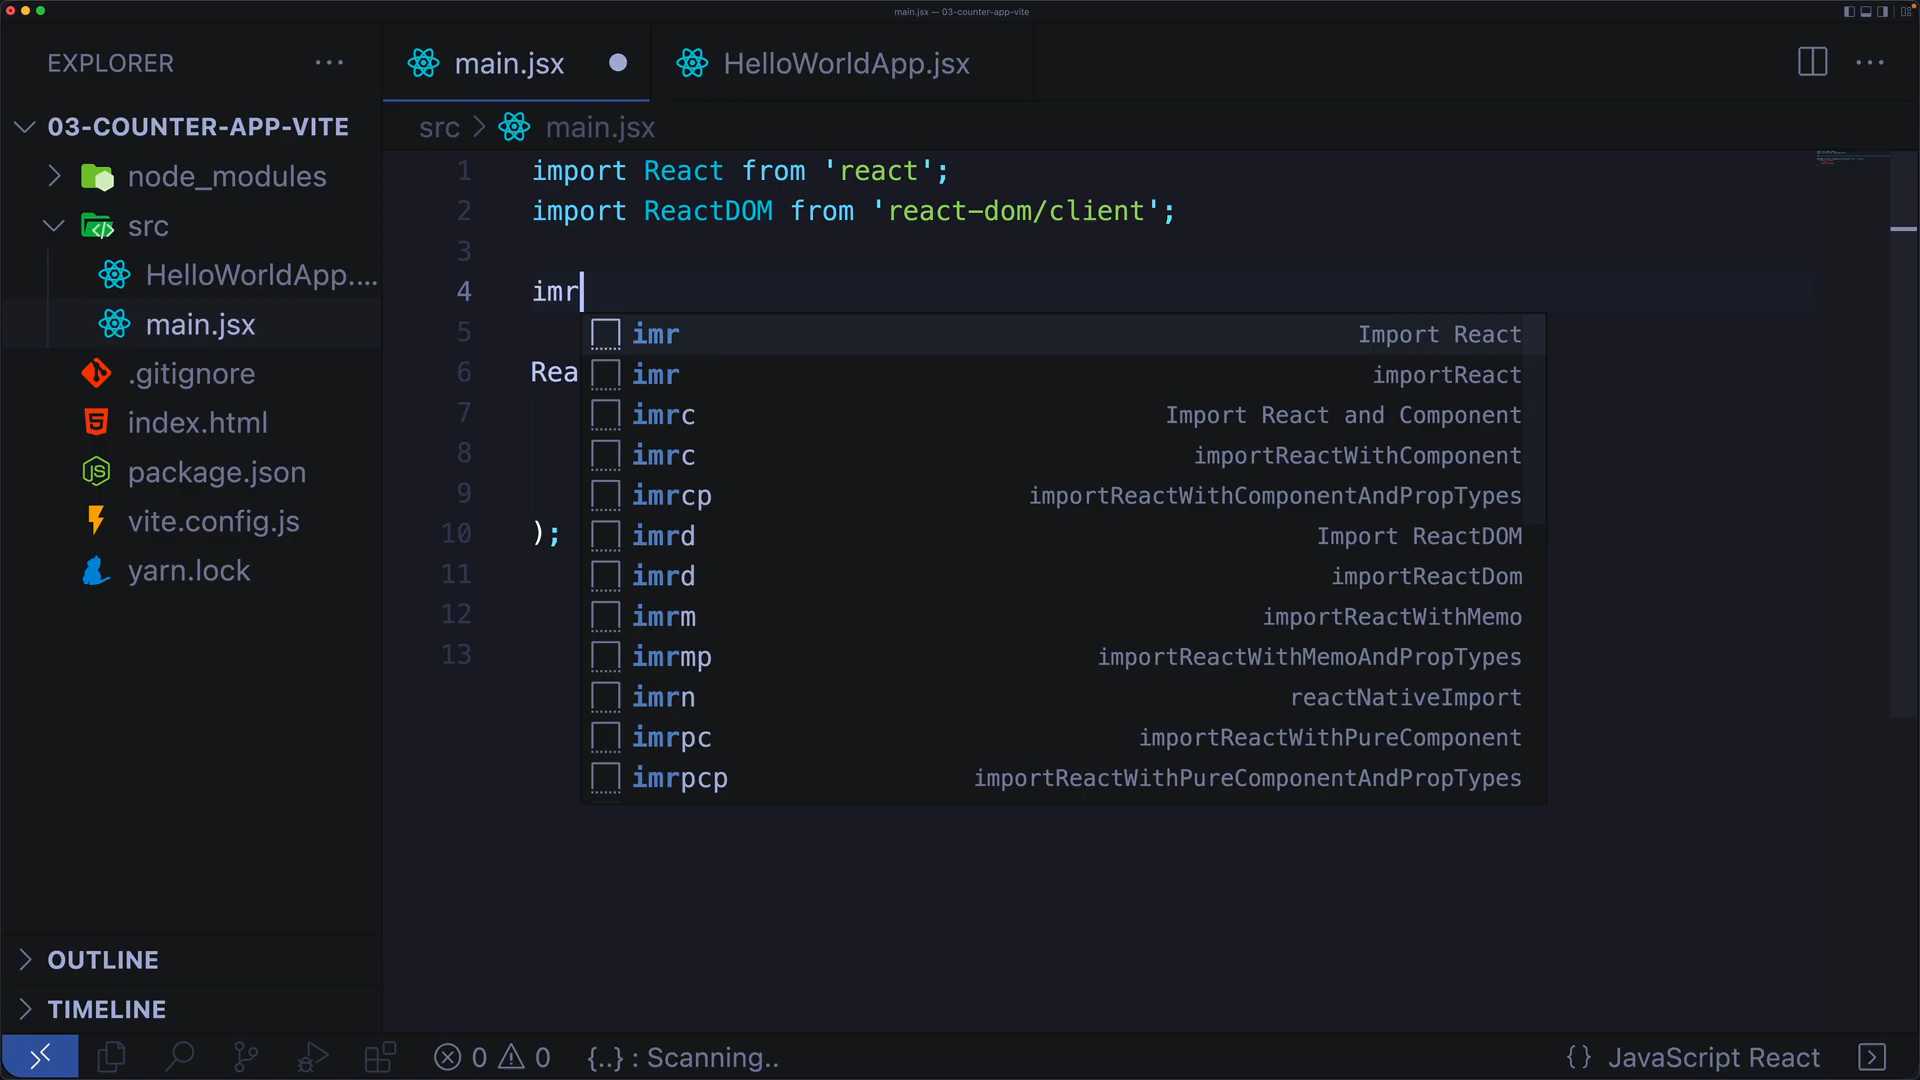 main.jsx — 03-counter-app-vite
EXPLORER
main.jsx
HelloWorldApp.jsx
03-COUNTER-APP-VITE
src > main.jsx
node_modules
src
HelloWorldApp....
main.jsx
.gitignore
index.html
package.json
vite.config.js
yarn.lock
1 import React from 'react';
2 import ReactDOM from 'react-dom/client';
3
4 imr
5
6 Rea
7
8
9
10 );
11
12
13
imr Import React
imr importReact
imrc Import React and Component
imrc importReactWithComponent
imrcp importReactWithComponentAndPropTypes
imrd Import ReactDOM
imrd importReactDom
imrm importReactWithMemo
imrmp importReactWithMemoAndPropTypes
imrn reactNativeImport
imrpc importReactWithPureComponent
imrpcp importReactWithPureComponentAndPropTypes
OUTLINE
TIMELINE
0 0 {..} : Scanning.. {} JavaScript React